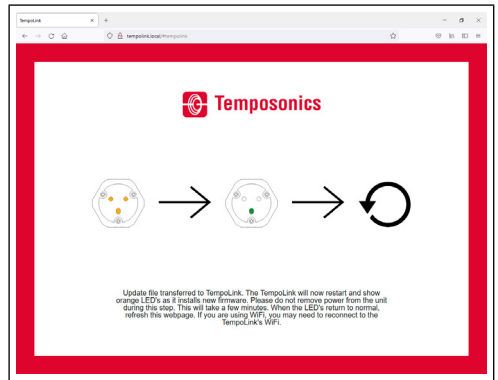 TempoLink
tempolink.local/#tempolink
Temposonics
Update file transferred to TempoLink. The TempoLink will now restart and show
orange LED's as it installs new firmware. Please do not remove power from the unit
during this step. This will take a few minutes. When the LED's return to normal,
refresh this webpage. If you are using WiFi, you may need to reconnect to the
TempoLink's WiFi.